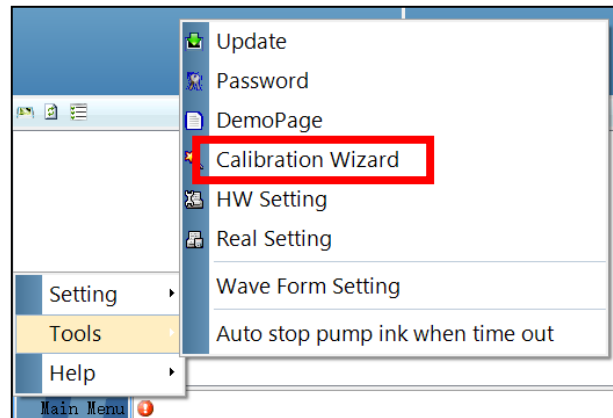 Update
Password
DemoPage
Calibration Wizard
HW Setting
Real Setting
Wave Form Setting
Auto stop pump ink when time out
Setting
Tools
Help
Main Menu